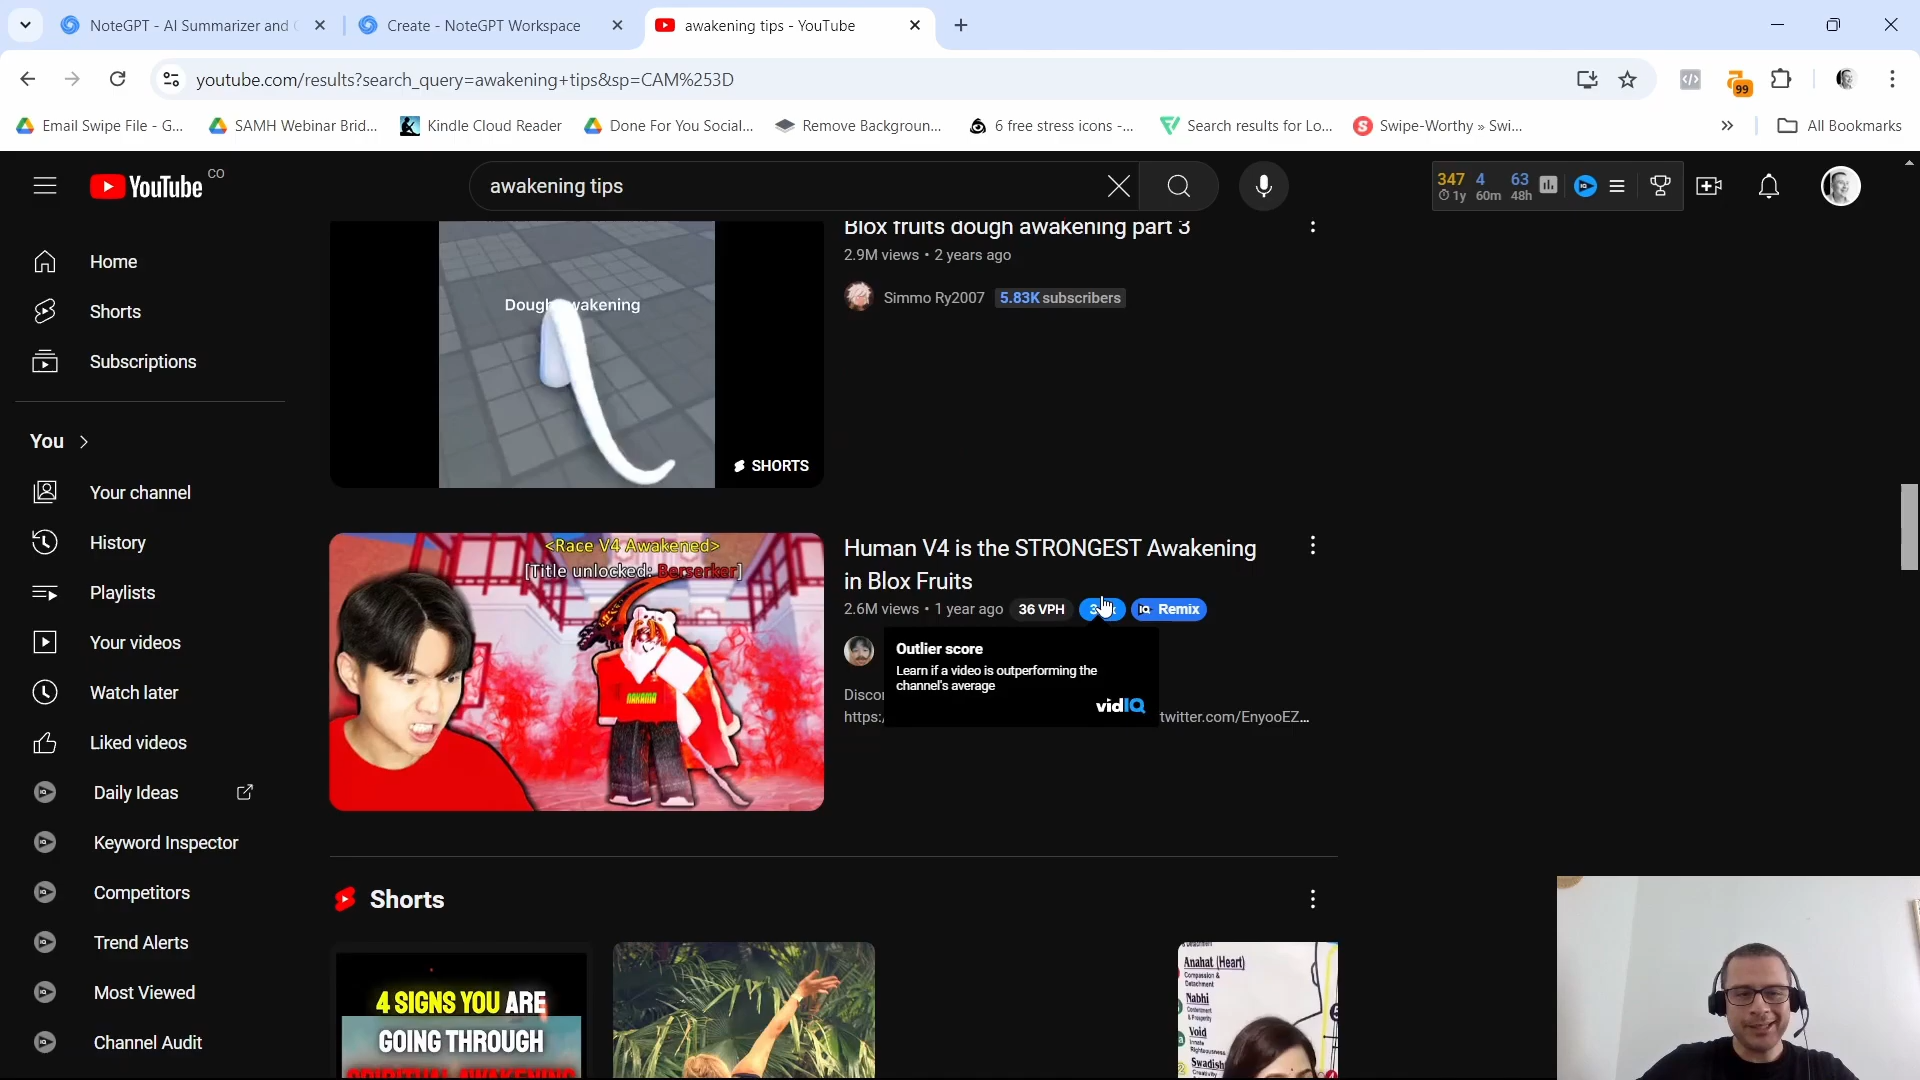 NoteGPT - AI Summarizer and
Create - NoteGPT Workspace
awakening tips - YouTube
youtube.com/results?search_query=awakening+tips&sp=CAM%253D
99
Email Swipe File - G...
SAMH Webinar Brid...
Kindle Cloud Reader
Done For You Social...
Remove Backgroun...
6 free stress icons -...
Search results for Lo...
Swipe-Worthy » Swi...
All Bookmarks
YouTube CO
awakening tips
347 4 63
1y 60m 48h
Home
Shorts
Subscriptions
You
Your channel
History
Playlists
Your videos
Watch later
Liked videos
Daily Ideas
Keyword Inspector
Competitors
Trend Alerts
Most Viewed
Channel Audit
Blox fruits dough awakening part 3
2.9M views • 2 years ago
Simmo Ry2007 5.83K subscribers
SHORTS
Human V4 is the STRONGEST Awakening
in Blox Fruits
2.6M views • 1 year ago 36 VPH
Remix
Outlier score
Learn if a video is outperforming the
channel's average
vidIQ
twitter.com/EnyooEZ...
<Race V4 Awakened>
[Title unlocked: Berserker]
NAKAMA
Shorts
4 SIGNS YOU ARE
GOING THROUGH
SPIRITUAL AWAKENING
Anahat (Heart)
Compassion &
Detachment
Nabhi
Void
Swadish